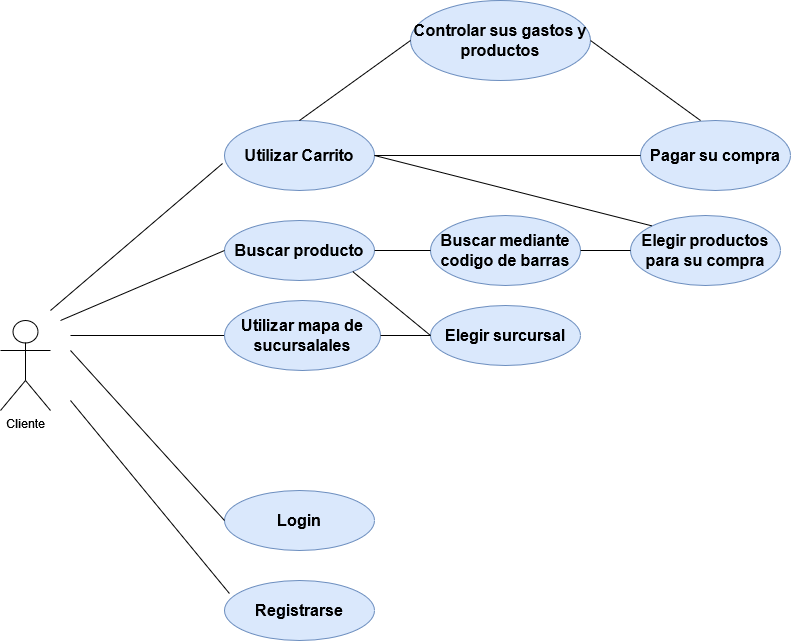 Controlar sus gastos y
productos
Utilizar Carrito
Pagar su compra
Buscar producto
Buscar mediante
codigo de barras
Elegir productos
para su compra
Utilizar mapa de
sucursalales
Elegir surcursal
Cliente
Login
Registrarse